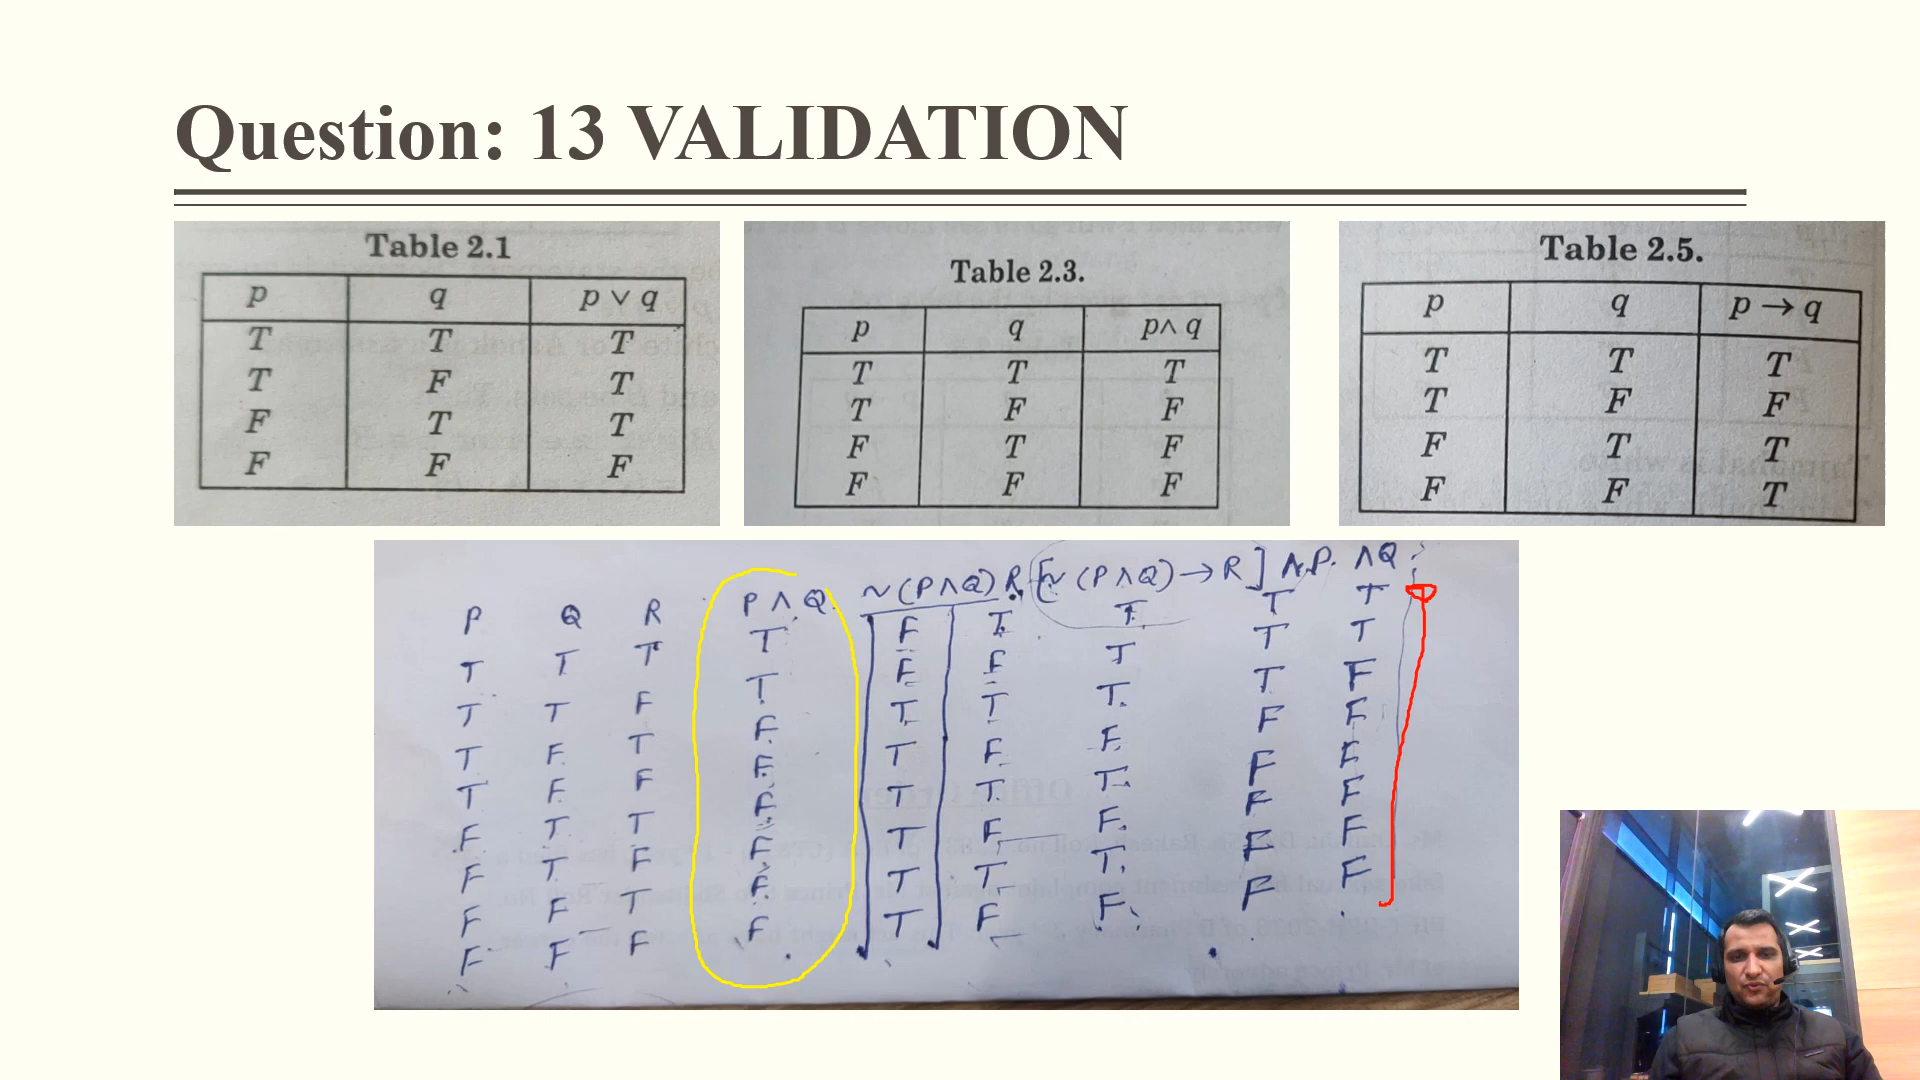 Question: 13 VALIDATION
Table 2.1
p q p ∨ q
T T T
T F T
F T T
F F F
Table 2.3.
p q p∧ q
T T T
T F F
F T F
F F F
Table 2.5.
p q p → q
T T T
T F F
F T T
F F T
P Q R P ∧ Q ~(P∧Q) R [~(P∧Q)→R] ∧ P. ∧Q
T T T T F T T T T
T T F T F F T T T
T F T F T T T T F
T F F F T F F F F
F T T F T T T F F
F T F F T F F F F
F F T F T T T F F
F F F F T F F F F